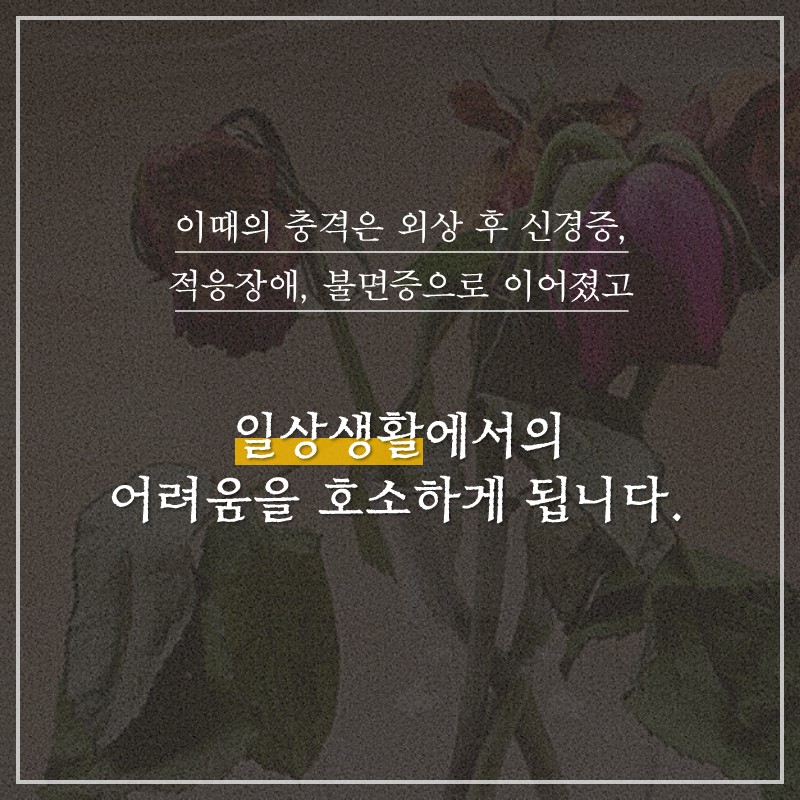 이때의 충격은 외상 후 신경증,
적응장애, 불면증으로 이어졌고
일상생활에서의
어려움을 호소하게 됩니다.